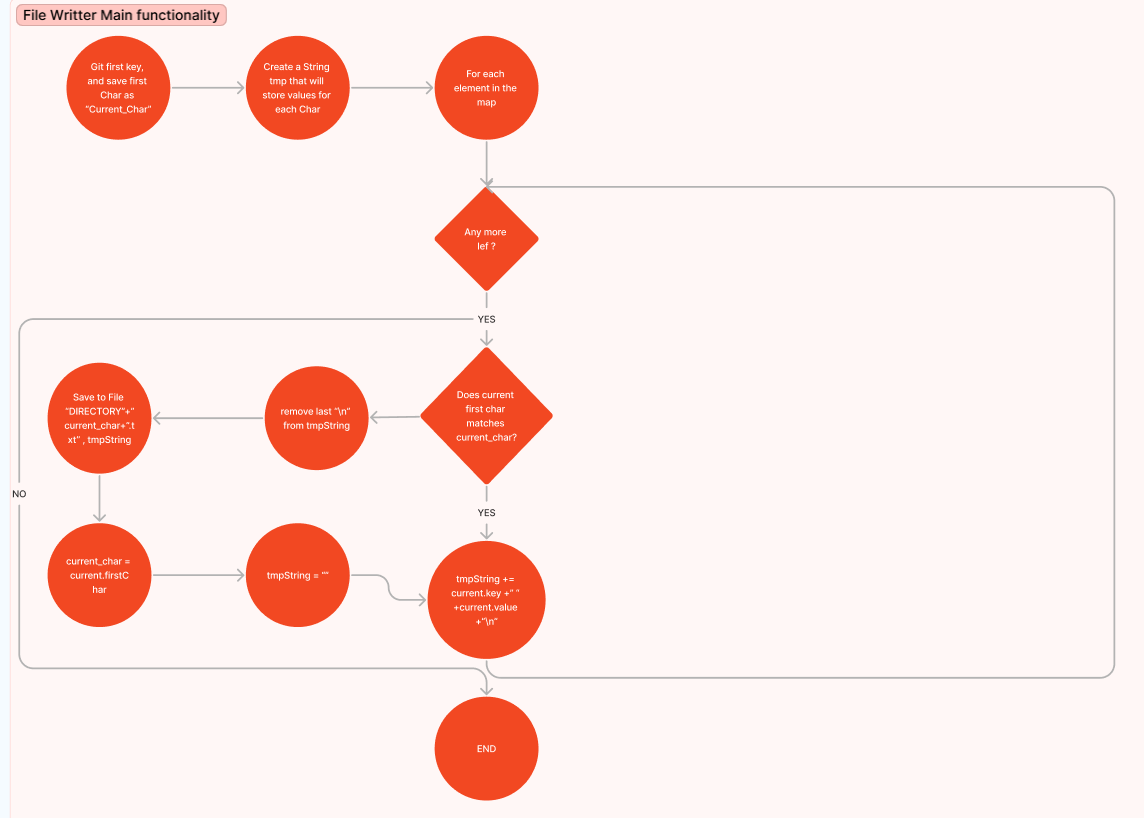 File Writter Main functionality
Git first key,
and save first
Char as
"Current_Char"
Create a String
tmp that will
store values for
each Char
For each
element in the
map
Any more
lef ?
YES
Does current
first char
matches
current_char?
remove last "\n"
from tmpString
Save to File
"DIRECTORY"+"
current_char+".t
xt" , tmpString
NO
YES
current_char =
current.firstC
har
tmpString = ""
tmpString +=
current.key +" "
+current.value
+"\n"
END